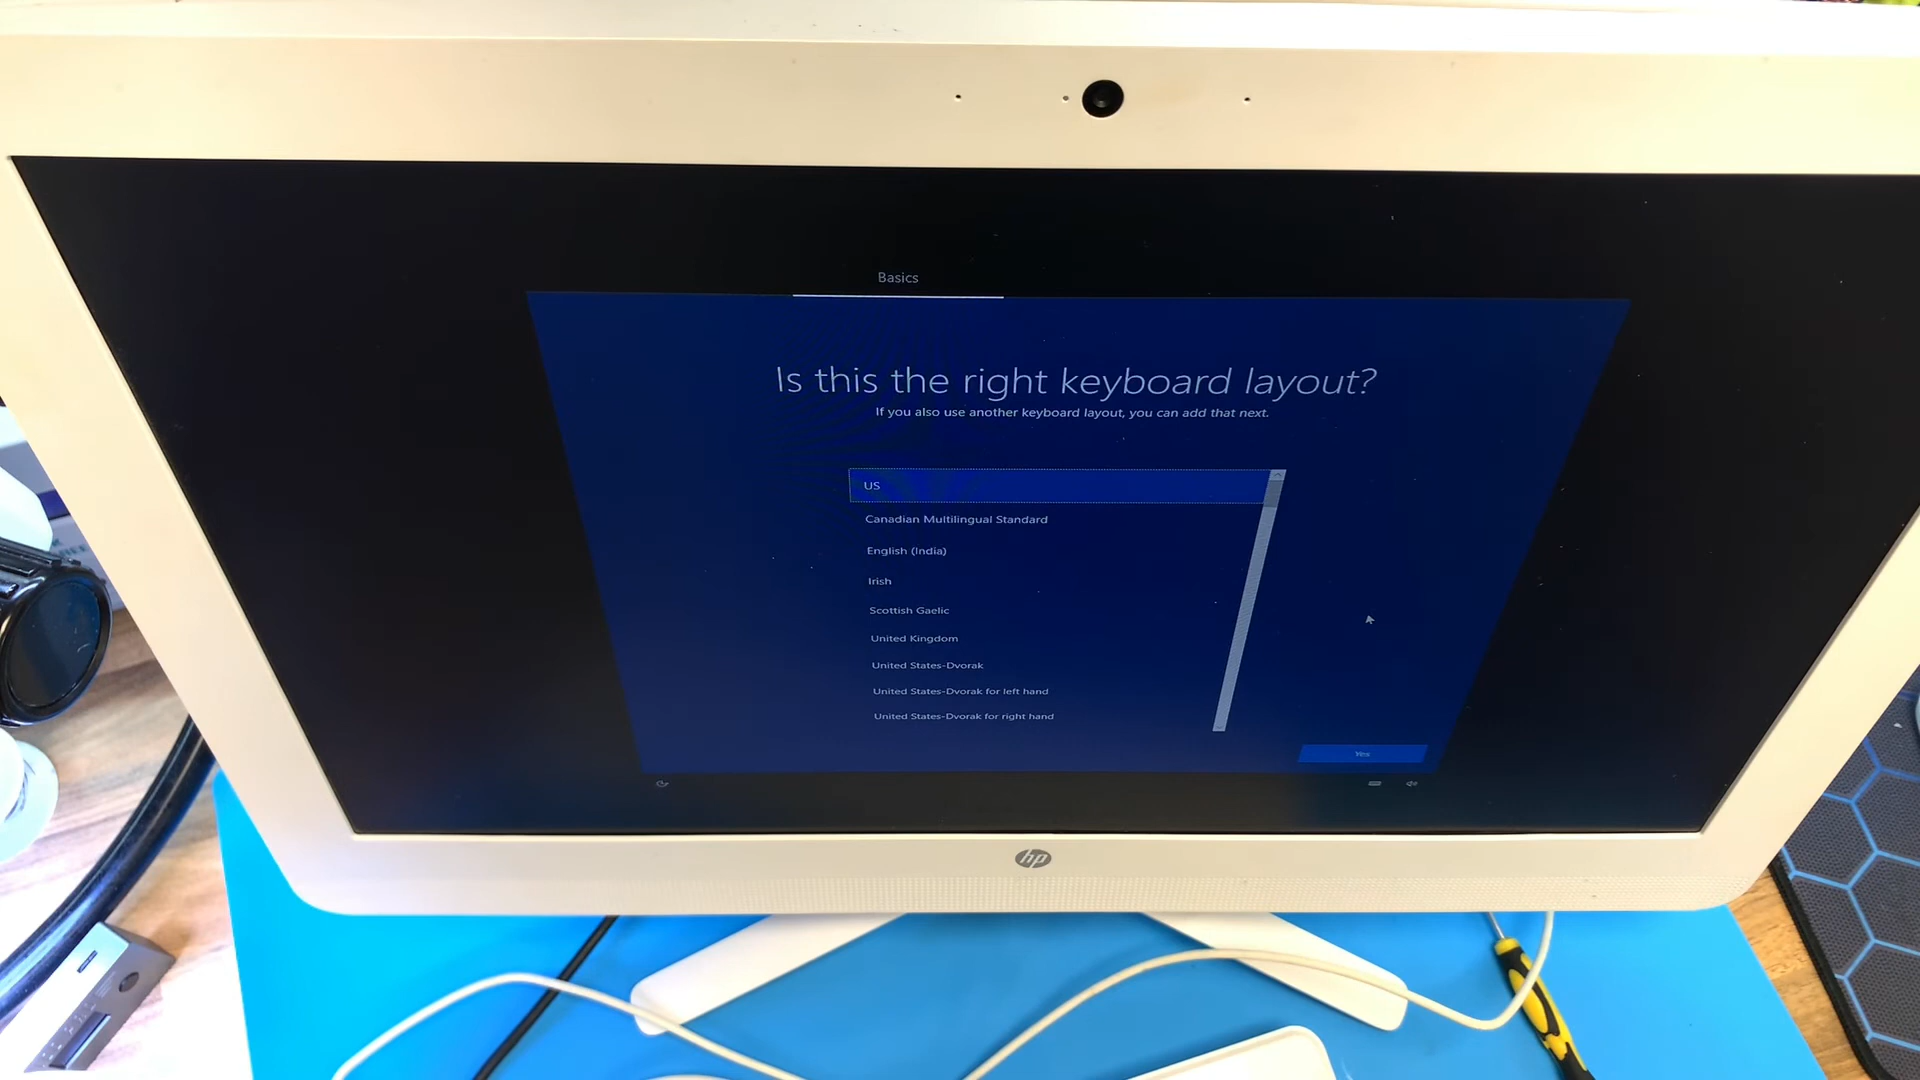 Basics
Is this the right keyboard layout?
If you also use another keyboard layout, you can add that next.
US
Canadian Multilingual Standard
English (India)
Irish
Scottish Gaelic
United Kingdom
United States-Dvorak
United States-Dvorak for left hand
United States-Dvorak for right hand
Yes
hp